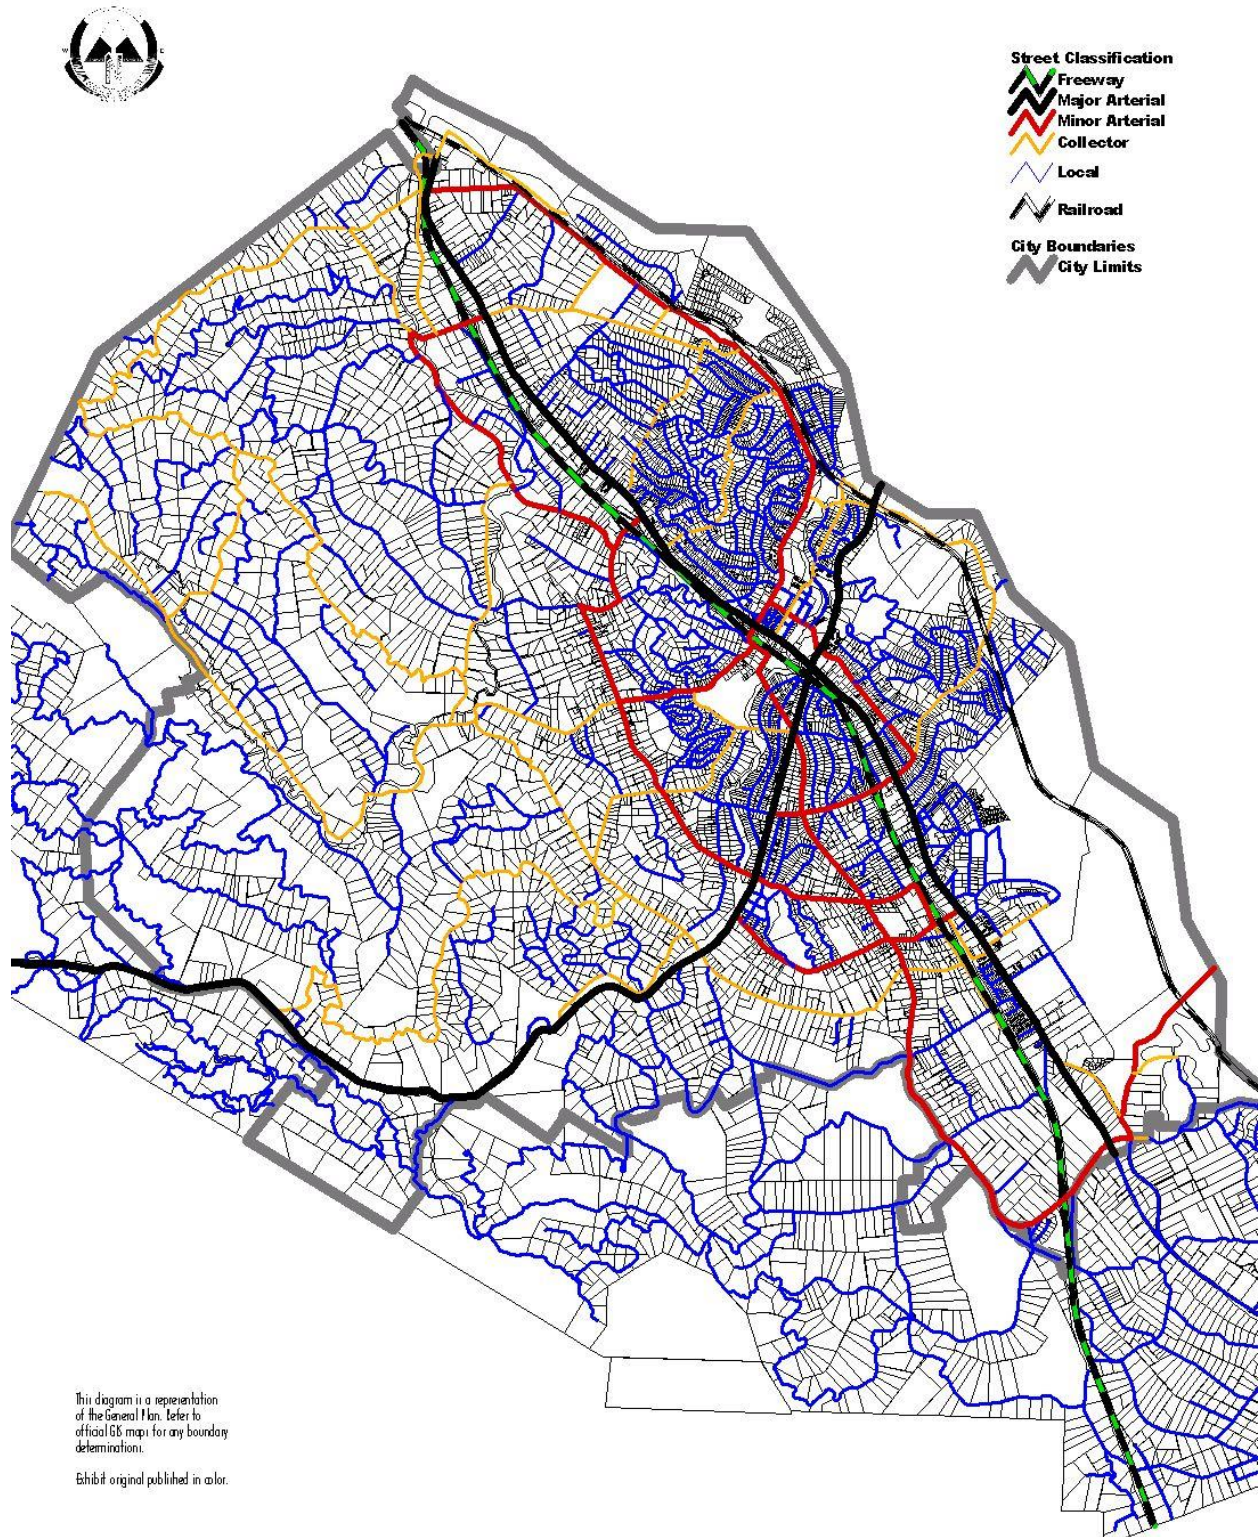 W E
N
Street Classification
Freeway
Major Arterial
Minor Arterial
Collector
Local
Railroad
City Boundaries
City Limits
This diagram is a representation
of the General Plan. Refer to
official GIS maps for any boundary
determinations.
Exhibit original published in color.